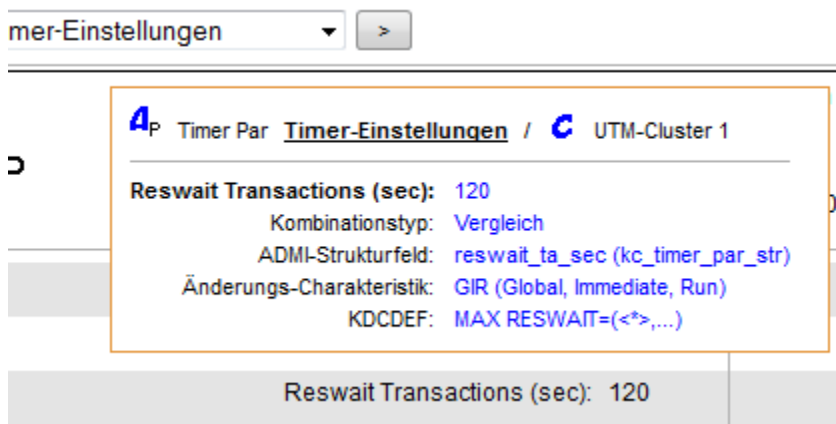 mer-Einstellungen >
AP Timer Par Timer-Einstellungen / C UTM-Cluster 1
Reswait Transactions (sec): 120
Kombinationstyp: Vergleich
ADMI-Strukturfeld: reswait_ta_sec (kc_timer_par_str)
Änderungs-Charakteristik: GIR (Global, Immediate, Run)
KDCDEF: MAX RESWAIT=(<*>,...)
Reswait Transactions (sec): 120